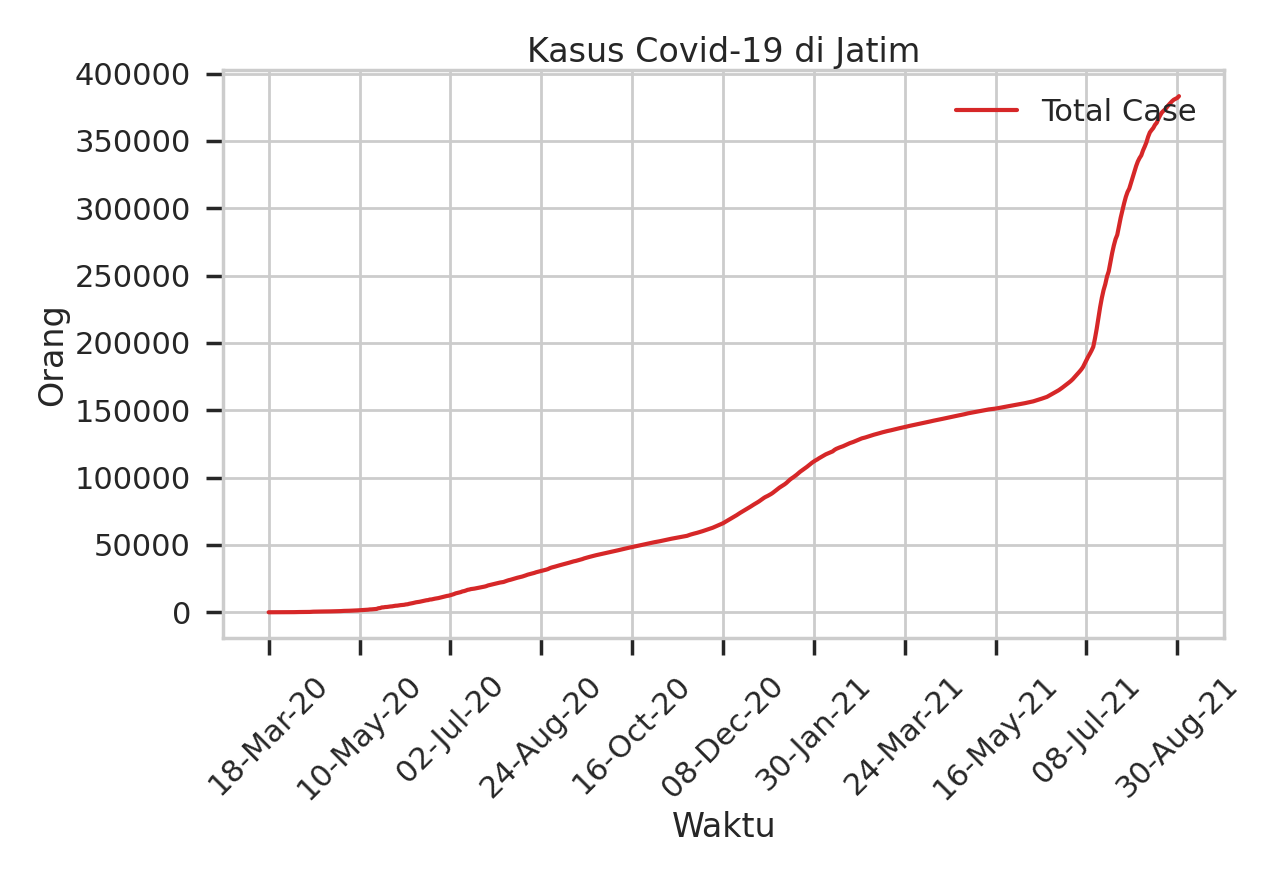 Kasus Covid-19 di Jatim
400000
350000
300000
250000
200000
150000
100000
50000
0
Orang
Total Case
18-Mar-20
10-May-20
02-Jul-20
24-Aug-20
16-Oct-20
08-Dec-20
30-Jan-21
24-Mar-21
16-May-21
08-Jul-21
30-Aug-21
Waktu